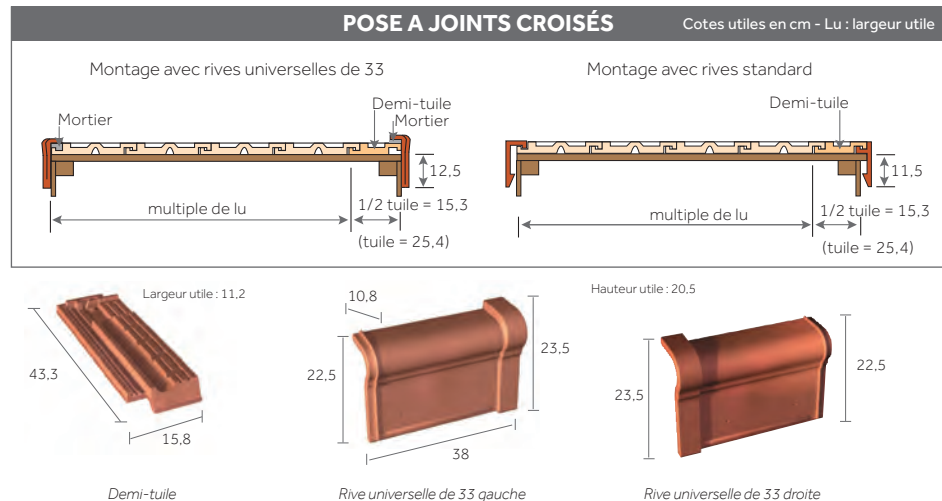 POSE A JOINTS CROISÉS
Cotes utiles en cm - Lu : largeur utile
Montage avec rives universelles de 33
Mortier
Demi-tuile
Mortier
12,5
multiple de lu
1/2 tuile = 15,3
(tuile = 25,4)
Montage avec rives standard
Demi-tuile
11,5
multiple de lu
1/2 tuile = 15,3
(tuile = 25,4)
Largeur utile : 11,2
43,3
15,8
Demi-tuile
10,8
22,5
23,5
38
Rive universelle de 33 gauche
Hauteur utile : 20,5
23,5
22,5
Rive universelle de 33 droite